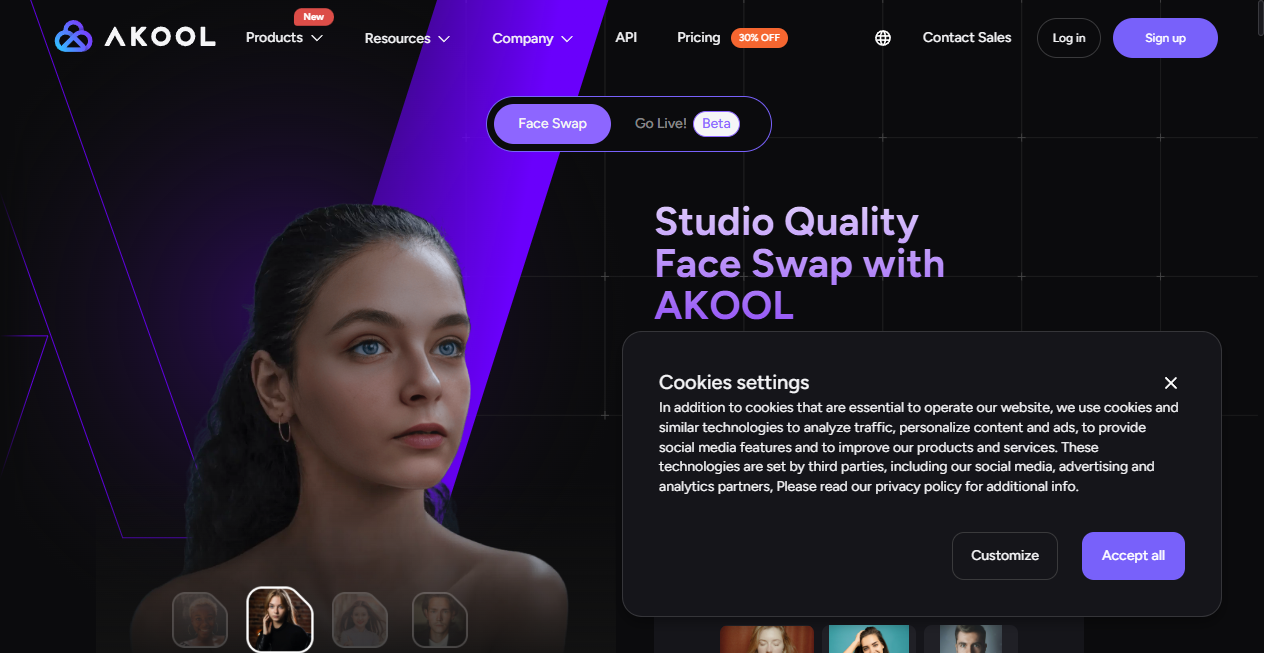 AKOOL
New
Products
Resources
Company
API
Pricing
30% OFF
Contact Sales
Log in
Sign up
Face Swap
Go Live!
Beta
Studio Quality
Face Swap with
AKOOL
Cookies settings
In addition to cookies that are essential to operate our website, we use cookies and
similar technologies to analyze traffic, personalize content and ads, to provide
social media features and to improve our products and services. These
technologies are set by third parties, including our social media, advertising and
analytics partners, Please read our privacy policy for additional info.
Customize
Accept all